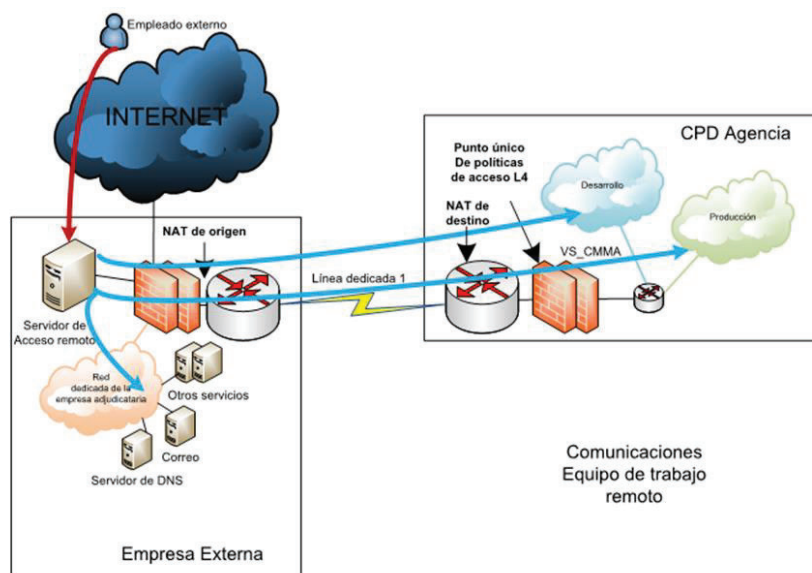 Empleado externo
INTERNET
CPD Agencia
Punto único
De políticas
de acceso L4
Desarrollo
Producción
NAT de
destino
NAT de origen
VS_CMMA
Línea dedicada 1
Servidor de
Acceso remoto
Red
dedicada de la
empresa adjudicataria
Otros servicios
Correo
Servidor de DNS
Comunicaciones
Equipo de trabajo
remoto
Empresa Externa